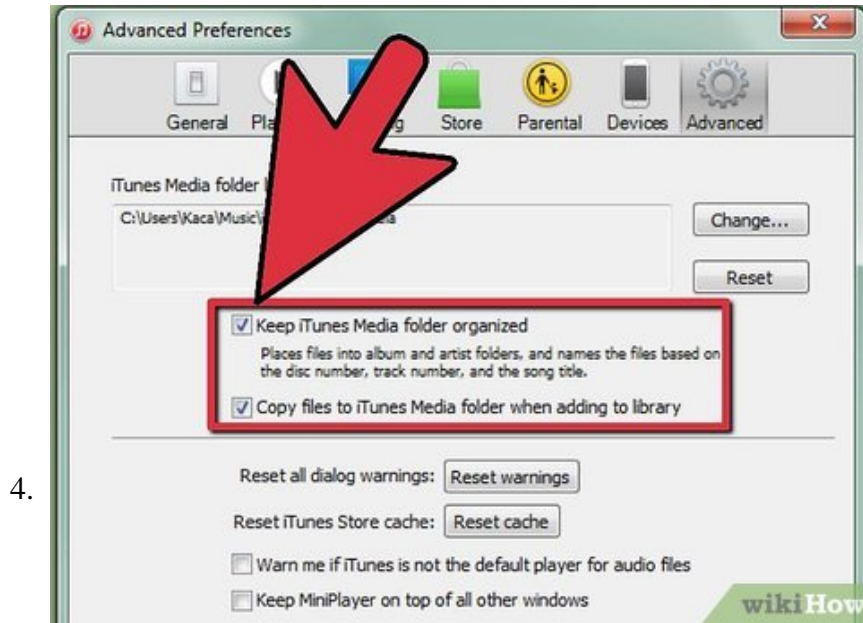 Advanced Preferences
General Store Parental Devices Advanced
iTunes Media folder
C:\Users\Kaca\Music\
Change...
Reset
Keep iTunes Media folder organized
Places files into album and artist folders, and names the files based on
the disc number, track number, and the song title.
Copy files to iTunes Media folder when adding to library
4.
Reset all dialog warnings: Reset warnings
Reset iTunes Store cache: Reset cache
Warn me if iTunes is not the default player for audio files
Keep MiniPlayer on top of all other windows
wikiHow